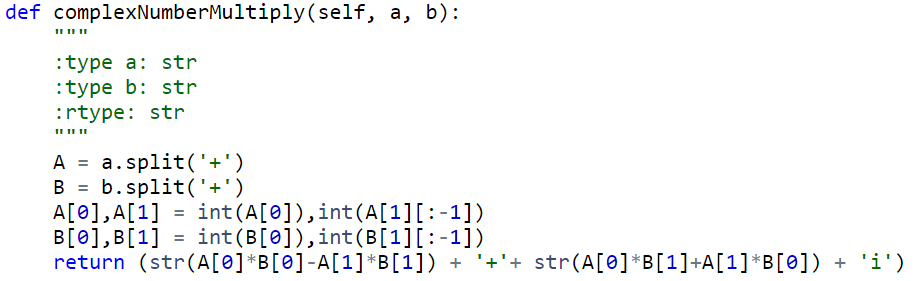 def complexNumberMultiply(self, a, b):
    """
    :type a: str
    :type b: str
    :rtype: str
    """
    A = a.split('+')
    B = b.split('+')
    A[0],A[1] = int(A[0]),int(A[1][:-1])
    B[0],B[1] = int(B[0]),int(B[1][:-1])
    return (str(A[0]*B[0]-A[1]*B[1]) + '+'+ str(A[0]*B[1]+A[1]*B[0]) + 'i')